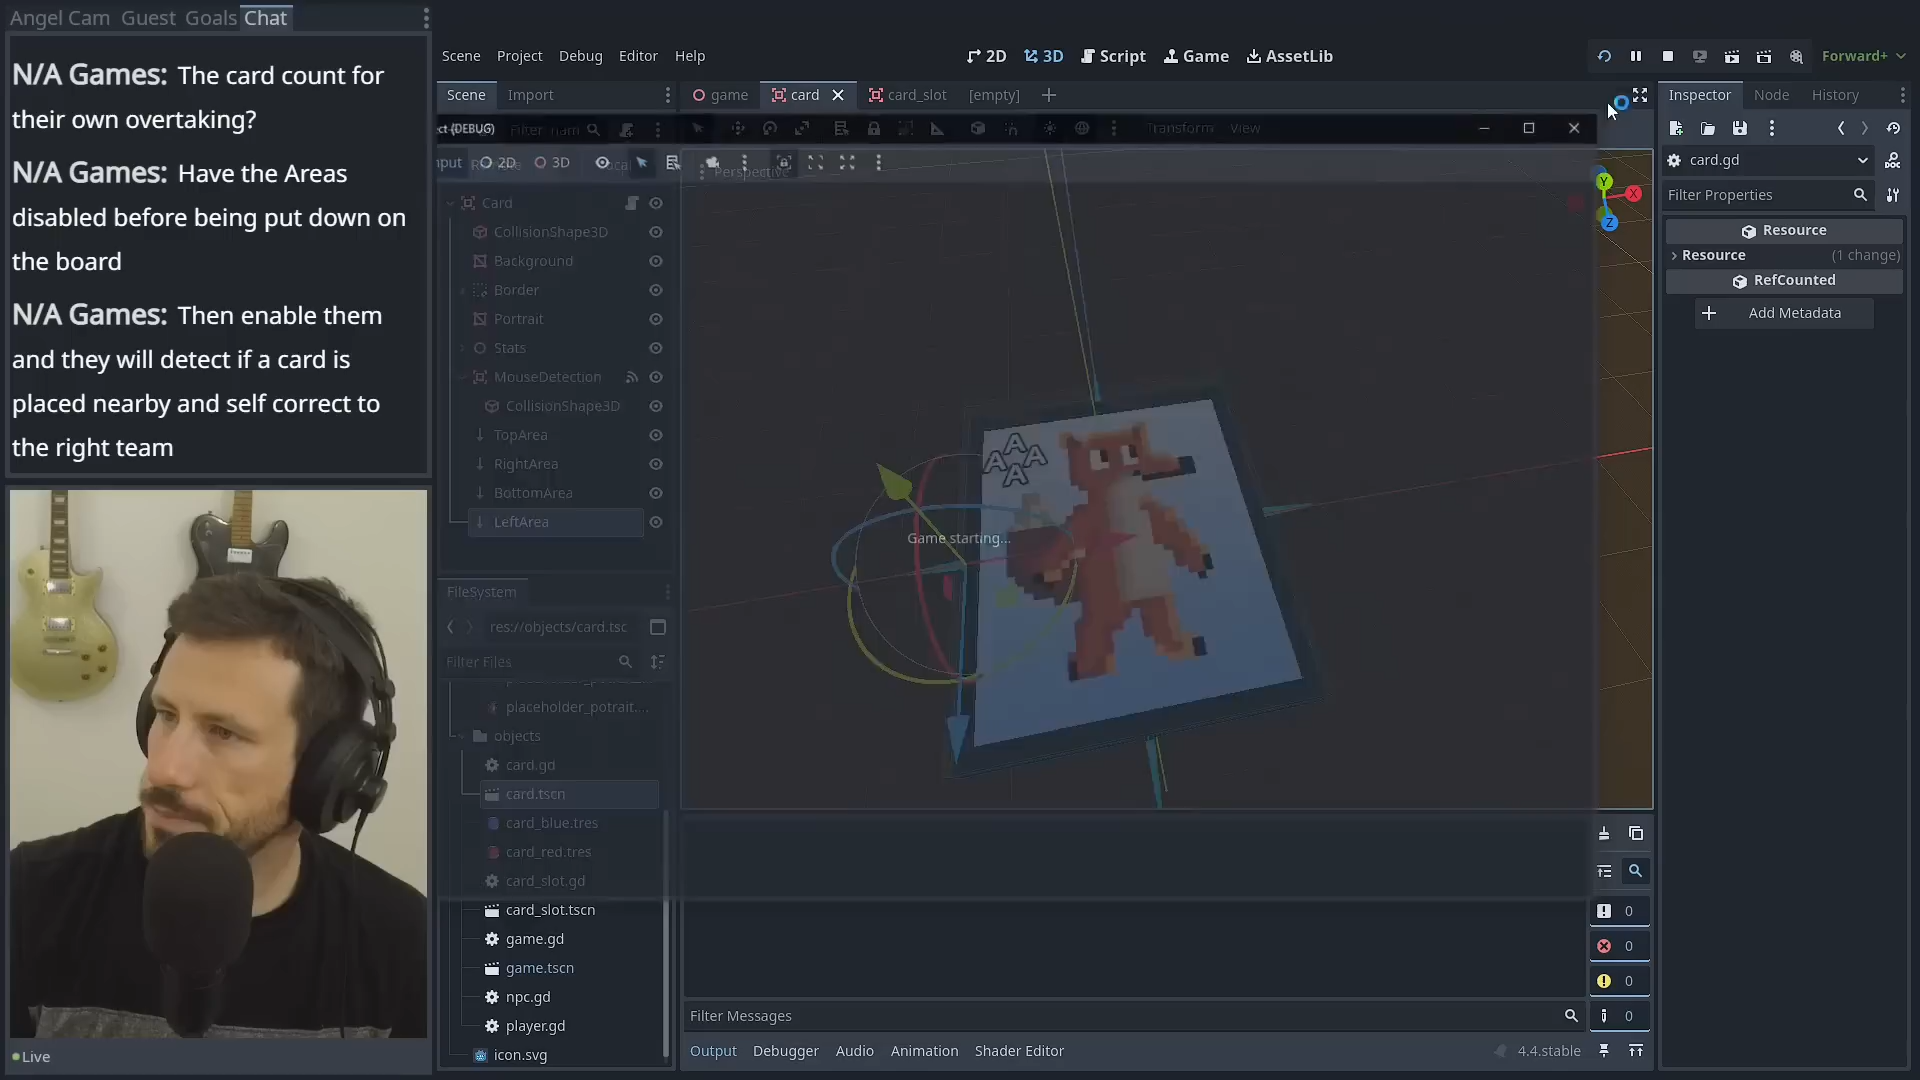 Angel Cam Guest Goals Chat
N/A Games: The card count for
their own overtaking?
N/A Games: Have the Areas
disabled before being put down on
the board
N/A Games: Then enable them
and they will detect if a card is
placed nearby and self correct to
the right team
Live
Scene Project Debug Editor Help
2D 3D Script Game AssetLib
Forward+
Scene Import
game card card_slot [empty]
ct (DEBUG) Filter
Transform View
nput 2D 3D
Perspective
Card
CollisionShape3D
Background
Border
Portrait
Stats
MouseDetection
CollisionShape3D
TopArea
RightArea
BottomArea
LeftArea
FileSystem
res://objects/card.tsc
Filter Files
placeholder_potrait....
objects
card.gd
card.tscn
card_blue.tres
card_red.tres
card_slot.gd
card_slot.tscn
game.gd
game.tscn
npc.gd
player.gd
icon.svg
A
A A
A
Game starting...
Y
X
Z
Inspector Node History
card.gd
Filter Properties
Resource
Resource (1 change)
RefCounted
Add Metadata
0
0
0
0
Filter Messages
Output Debugger Audio Animation Shader Editor
4.4.stable